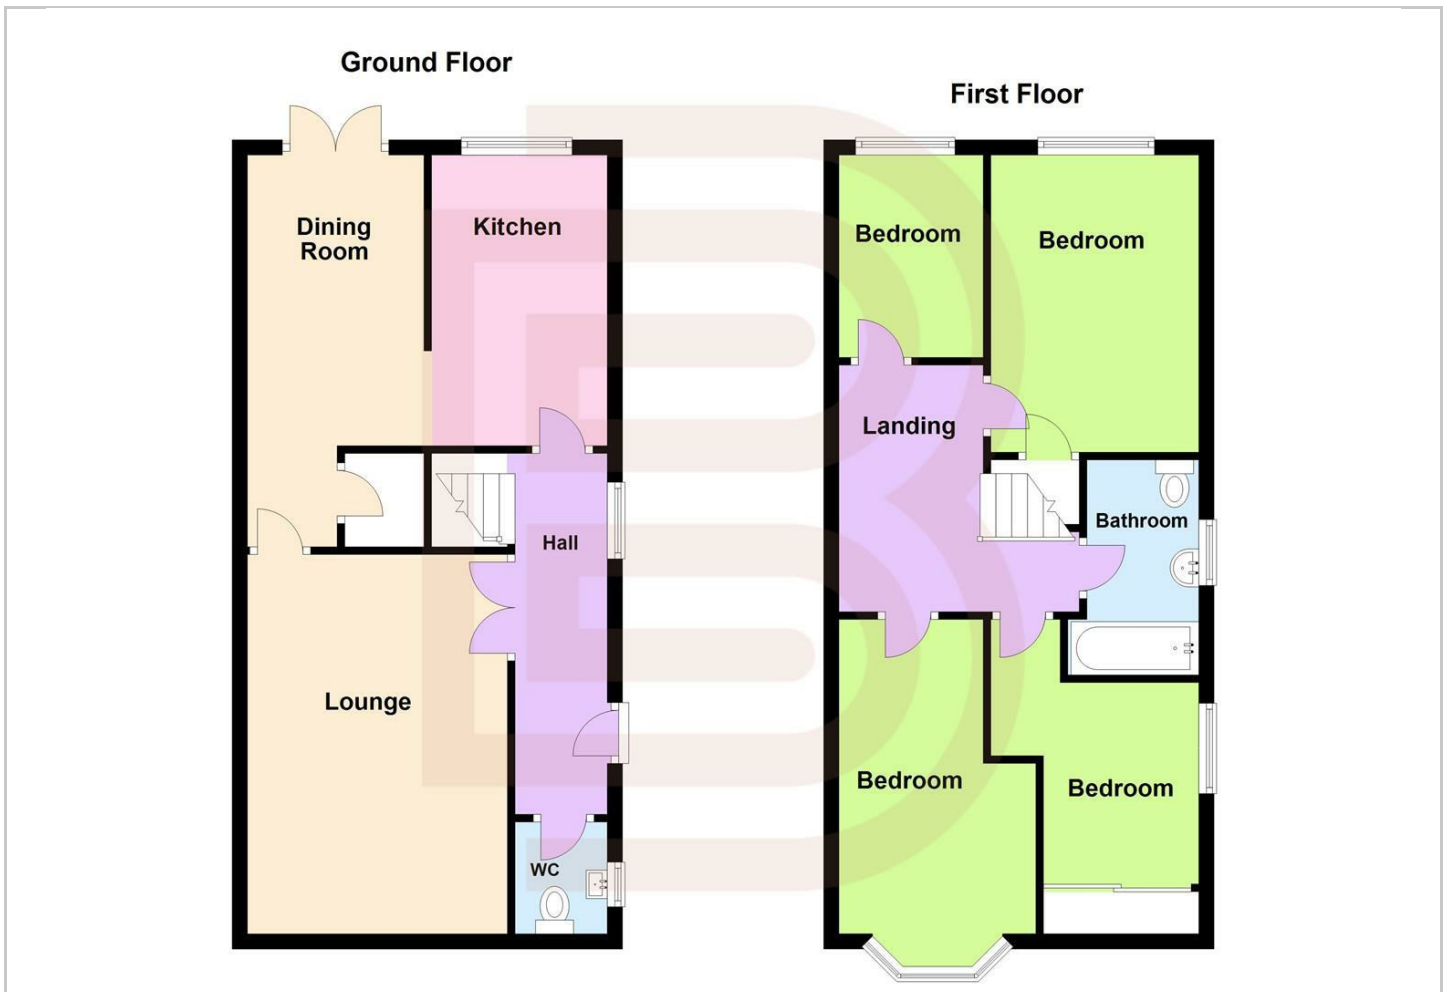 Ground Floor
First Floor
Dining
Room
Kitchen
Bedroom
Bedroom
Landing
Bathroom
Hall
Lounge
Bedroom
Bedroom
WC